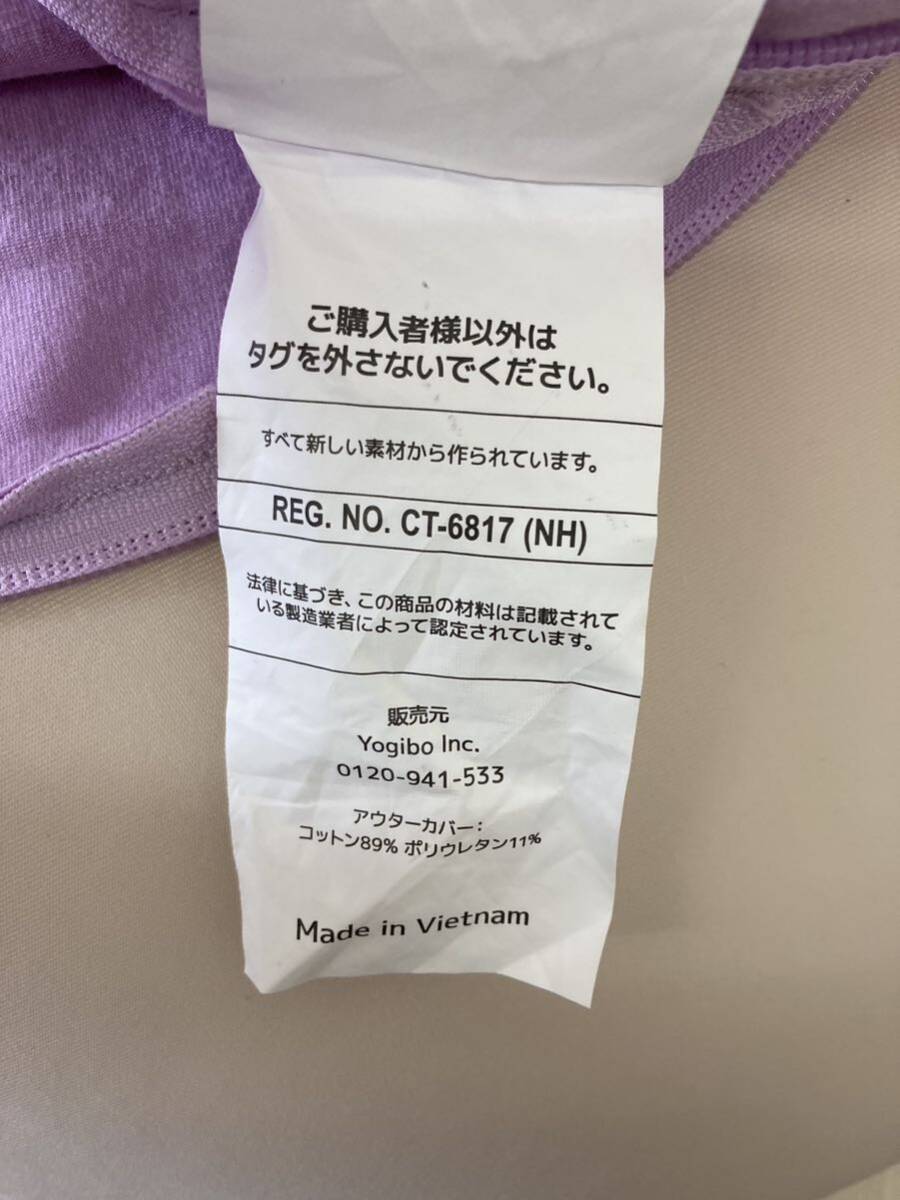 ご購入者様以外は
タグを外さないでください。
すべて新しい素材から作られています。
REG. NO. CT-6817 (NH)
法律に基づき、この商品の材料は記載されて
いる製造業者によって認定されています。
販売元
Yogibo Inc.
0120-941-533
アウターカバー：
コットン89% ポリウレタン11%
Made in Vietnam